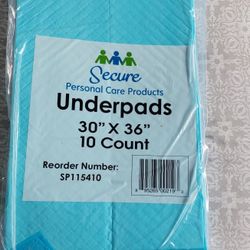 Secure
Personal Care Products
Underpads
30" X 36"
10 Count
Reorder Number:
SP115410